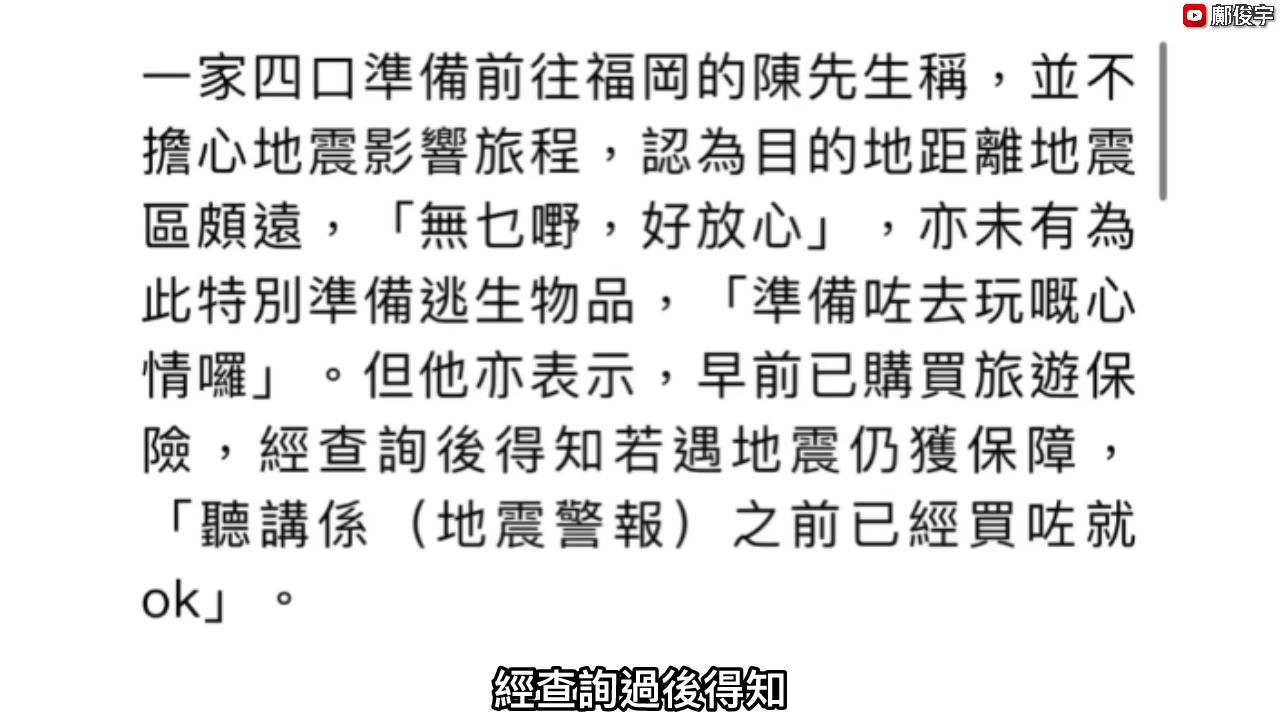 鄺俊宇
一家四口準備前往福岡的陳先生稱，並不
擔心地震影響旅程，認為目的地距離地震
區頗遠，「無乜嘢，好放心」，亦未有為
此特別準備逃生物品，「準備咗去玩嘅心
情囉」。但他亦表示，早前已購買旅遊保
險，經查詢後得知若遇地震仍獲保障，
「聽講係（地震警報）之前已經買咗就
ok」。
經查詢過後得知